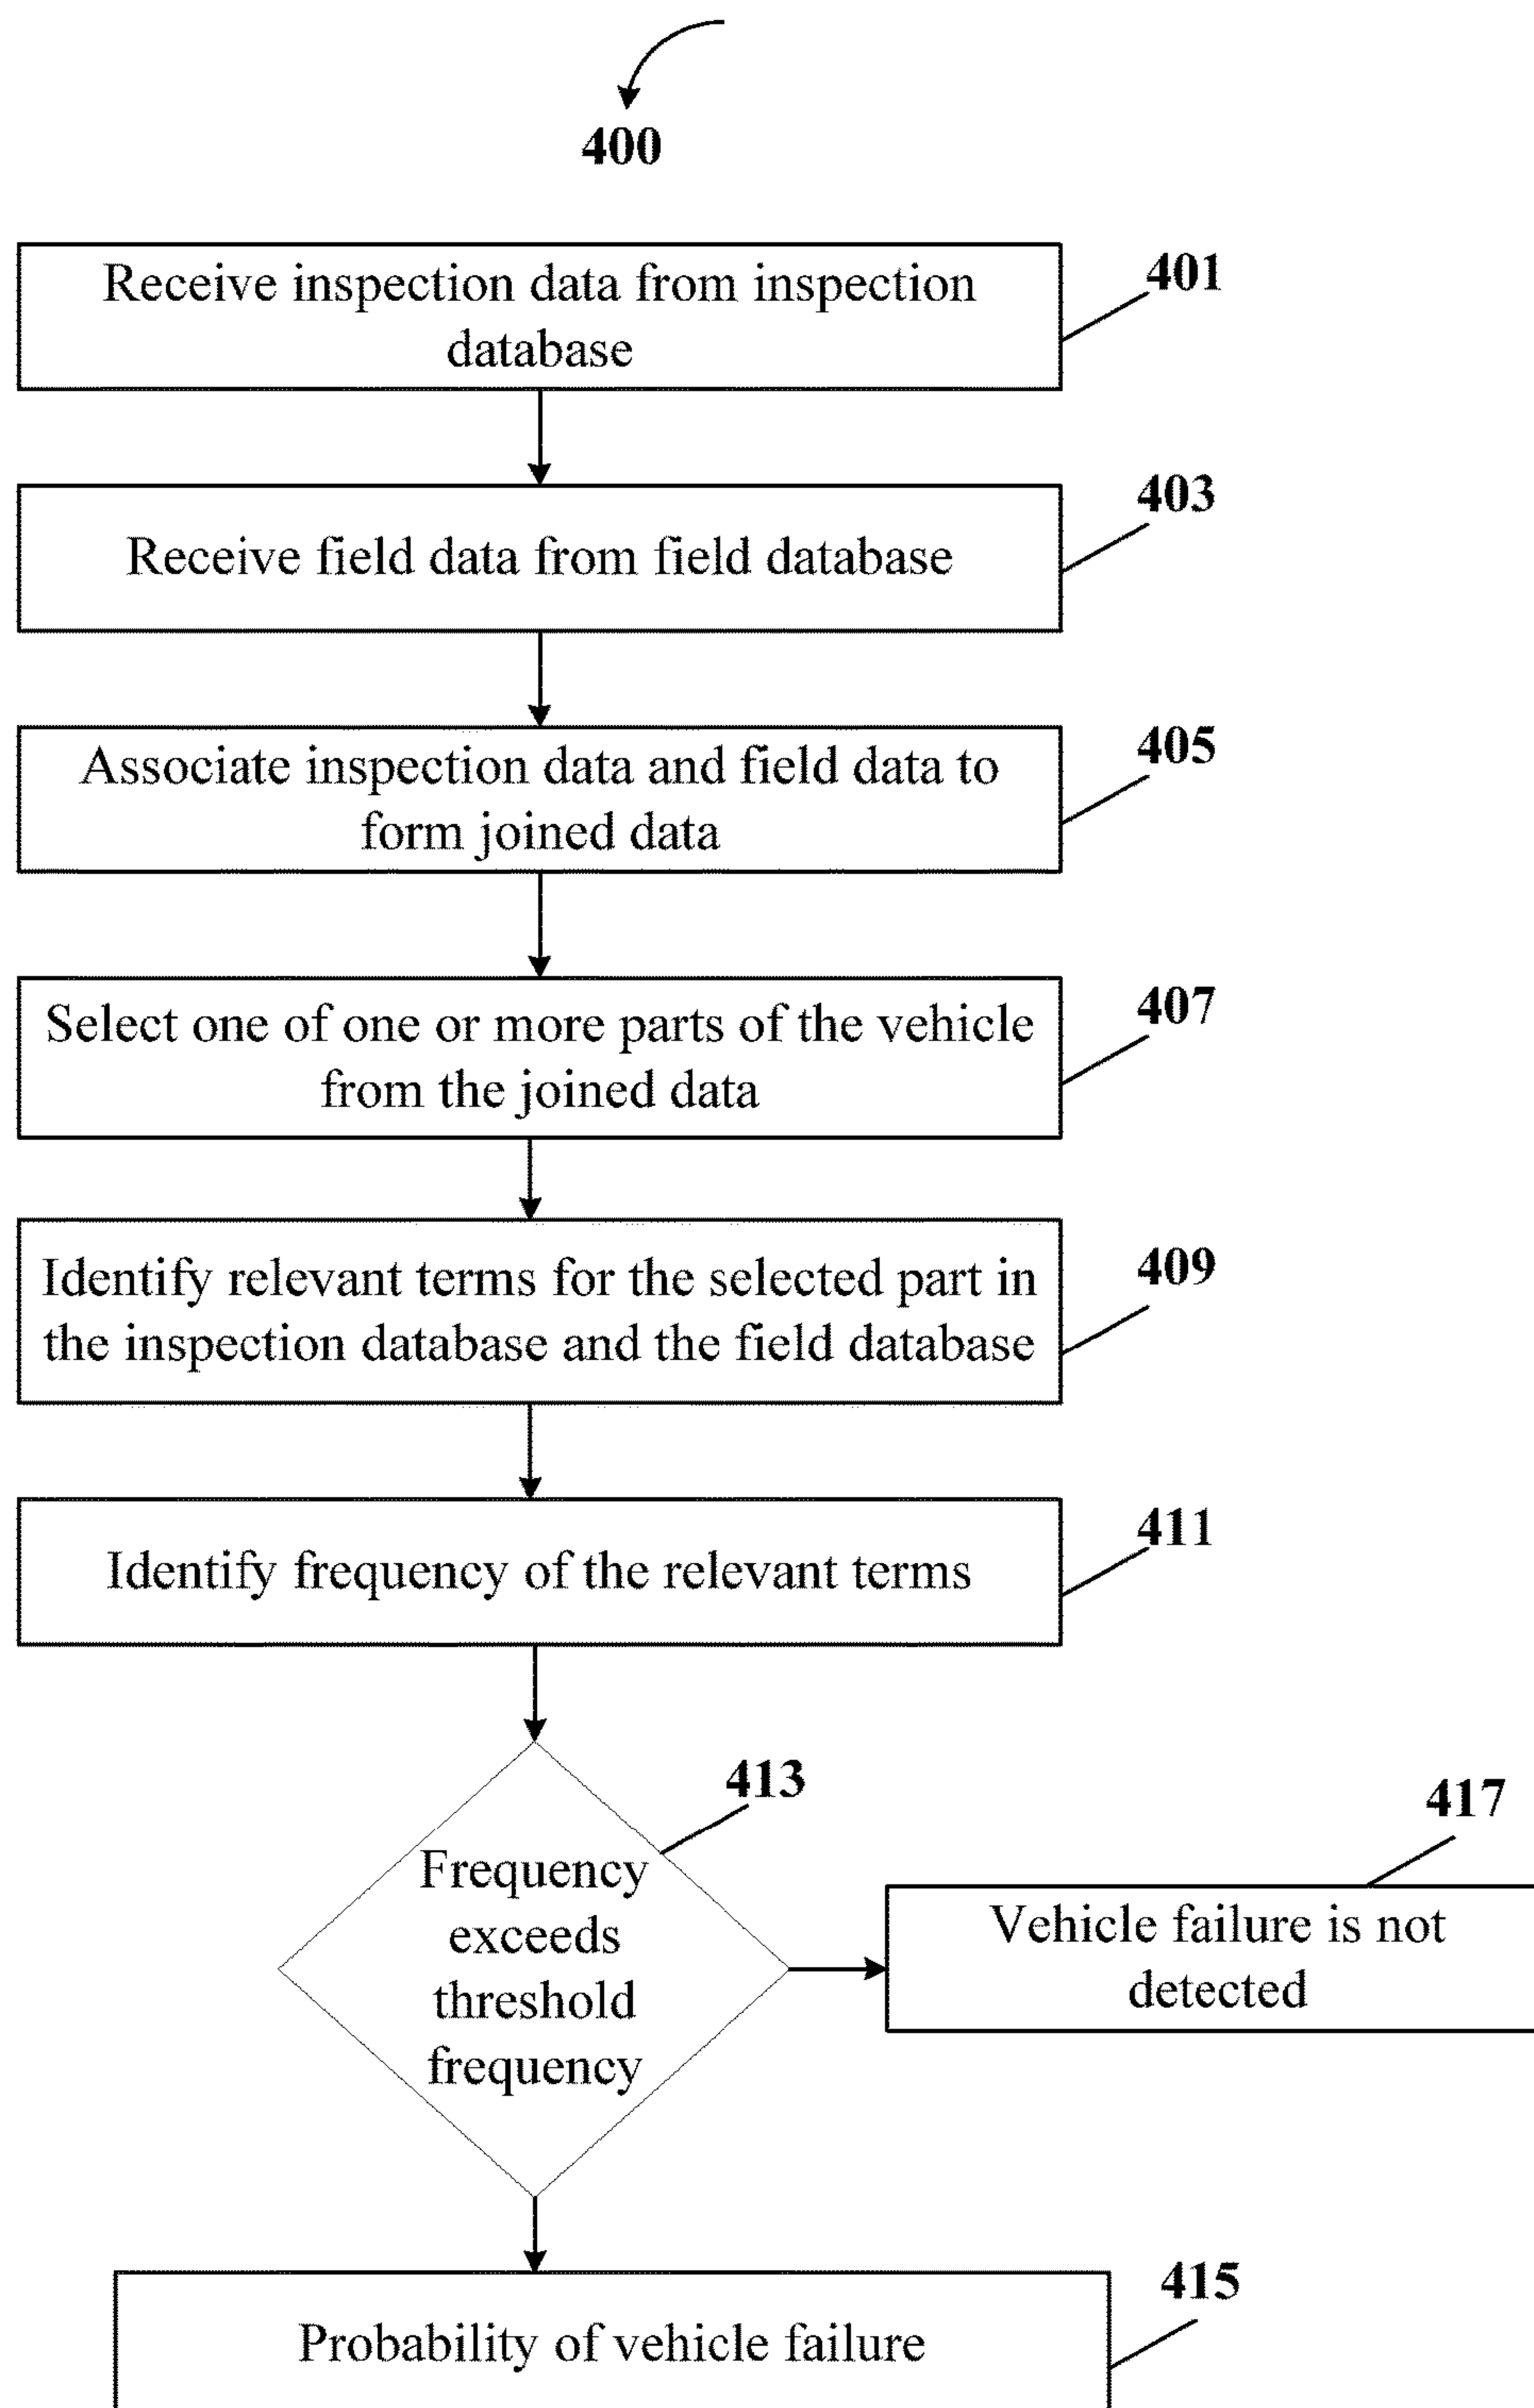 400
Receive inspection data from inspection
database
401
Receive field data from field database
403
Associate inspection data and field data to
form joined data
405
Select one of one or more parts of the vehicle
from the joined data
407
Identify relevant terms for the selected part in
the inspection database and the field database
409
Identify frequency of the relevant terms
411
Frequency
exceeds
threshold
frequency
413
Vehicle failure is not
detected
417
Probability of vehicle failure
415